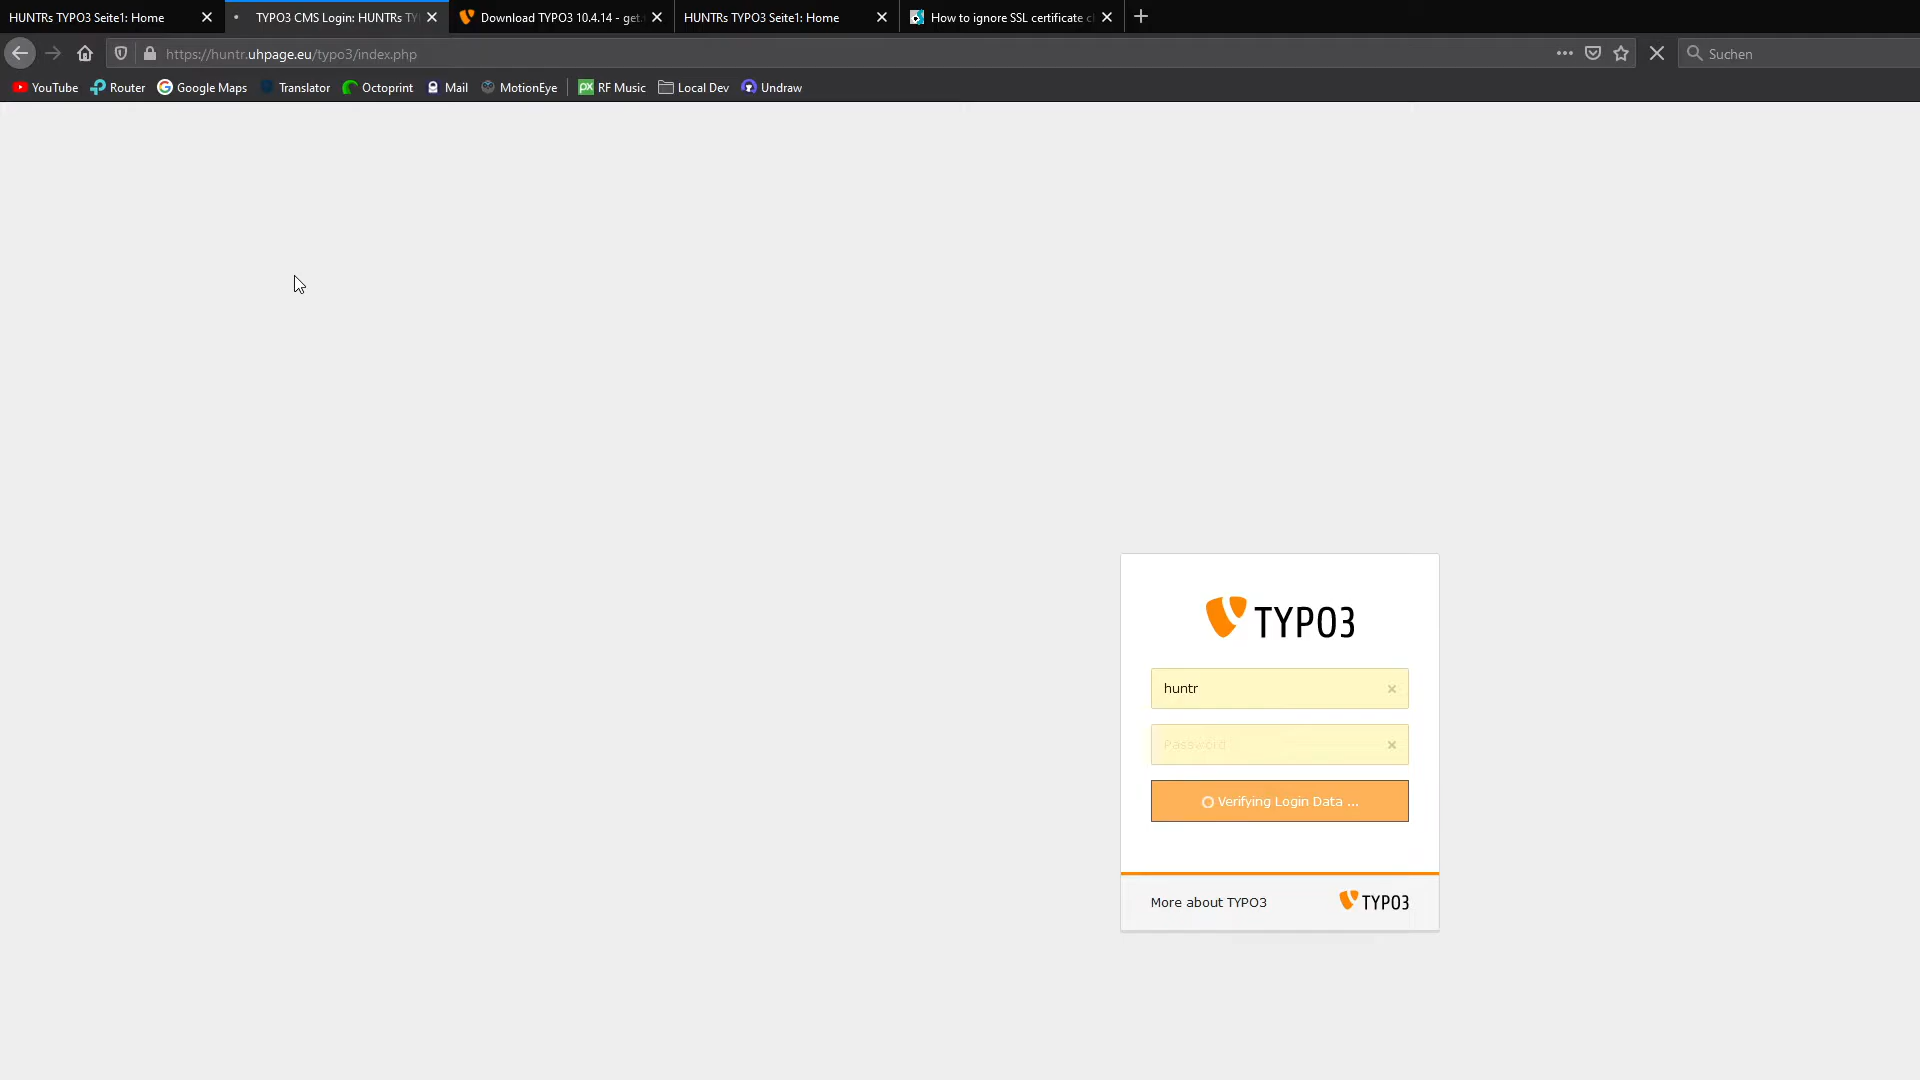 HUNTRs TYPO3 Seite1: Home
TYPO3 CMS Login: HUNTRs TY
Download TYPO3 10.4.14 - get.
HUNTRs TYPO3 Seite1: Home
How to ignore SSL certificate c
https://huntr.uhpage.eu/typo3/index.php
Suchen
YouTube
Router
Google Maps
Translator
Octoprint
Mail
MotionEye
RF Music
Local Dev
Undraw
TYPO3
huntr
Password
Verifying Login Data ...
More about TYPO3
TYPO3